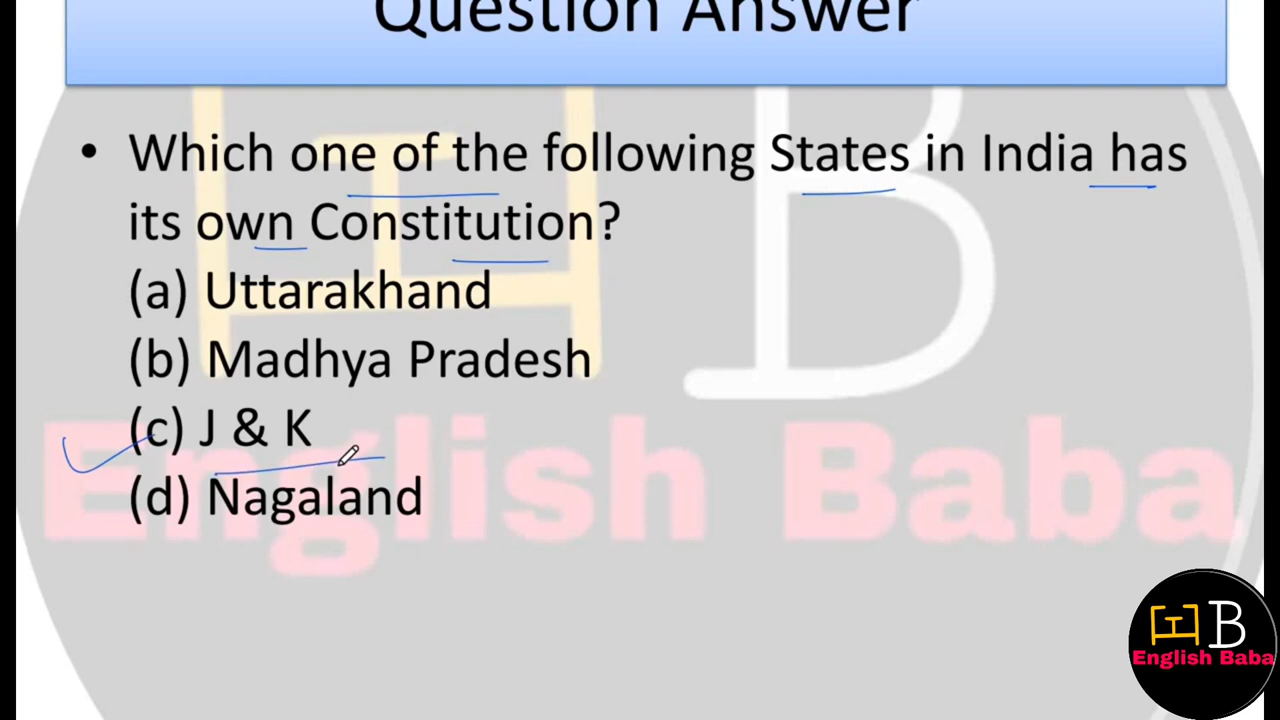 Question Answer
• Which one of the following States in India has
its own Constitution?
(a) Uttarakhand
(b) Madhya Pradesh
(c) J & K
(d) Nagaland
English Baba
HB
English Baba